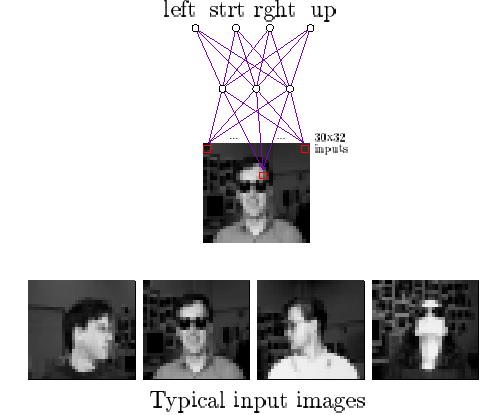 left strt rght up
... ...
30x32
inputs
Typical input images